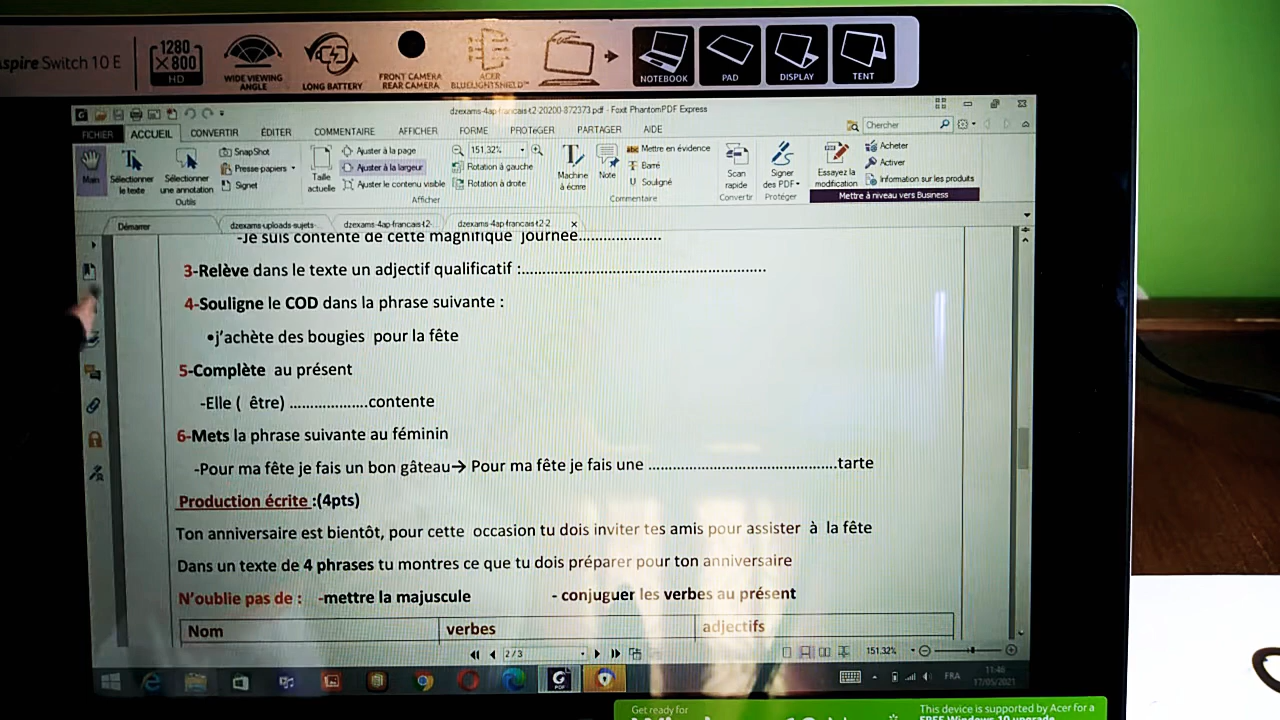 spire Switch 10 E
1280 ×800 HD
WIDE VIEWING ANGLE
LONG BATTERY
FRONT CAMERA REAR CAMERA
ACER BLUELIGHTSHIELD™
NOTEBOOK
PAD
DISPLAY
TENT
dzexams-4ap-francais-t2-20200-872373.pdf - Foxit PhantomPDF Express
FICHIER ACCUEIL CONVERTIR ÉDITER COMMENTAIRE AFFICHER FORME PROTéGER PARTAGER AIDE
Chercher
Main
Sélectionner le texte
Sélectionner une annotation
SnapShot
Presse-papiers
Signet
Outils
Taille actuelle
Ajuster à la page
Ajuster à la largeur
Ajuster le contenu visible
151,32%
Rotation à gauche
Rotation à droite
Afficher
Machine à écrire
Note
abc Mettre en évidence
Barré
U Souligné
Commentaire
Scan rapide
Convertir
Signer des PDF
Protéger
Essayez la modification
Acheter
Activer
Information sur les produits
Mettre à niveau vers Business
Démarrer
dzexams-uploads-sujets-
dzexams-4ap-francais-t2-
dzexams-4ap-francais-t2-2
-Je suis contente de cette magnifique journée.....................
3-Relève dans le texte un adjectif qualificatif :.............................................................
4-Souligne le COD dans la phrase suivante :
•j'achète des bougies pour la fête
5-Complète au présent
-Elle ( être) ....................contente
6-Mets la phrase suivante au féminin
-Pour ma fête je fais un bon gâteau→ Pour ma fête je fais une ...............................................tarte
Production écrite :(4pts)
Ton anniversaire est bientôt, pour cette occasion tu dois inviter tes amis pour assister à la fête
Dans un texte de 4 phrases tu montres ce que tu dois préparer pour ton anniversaire
N'oublie pas de : -mettre la majuscule - conjuguer les verbes au présent
Nom verbes adjectifs
2/3
151.32%
FRA
11:46
17/05/2021
Get ready for
This device is supported by Acer for a
FREE Windows 10 upgrade